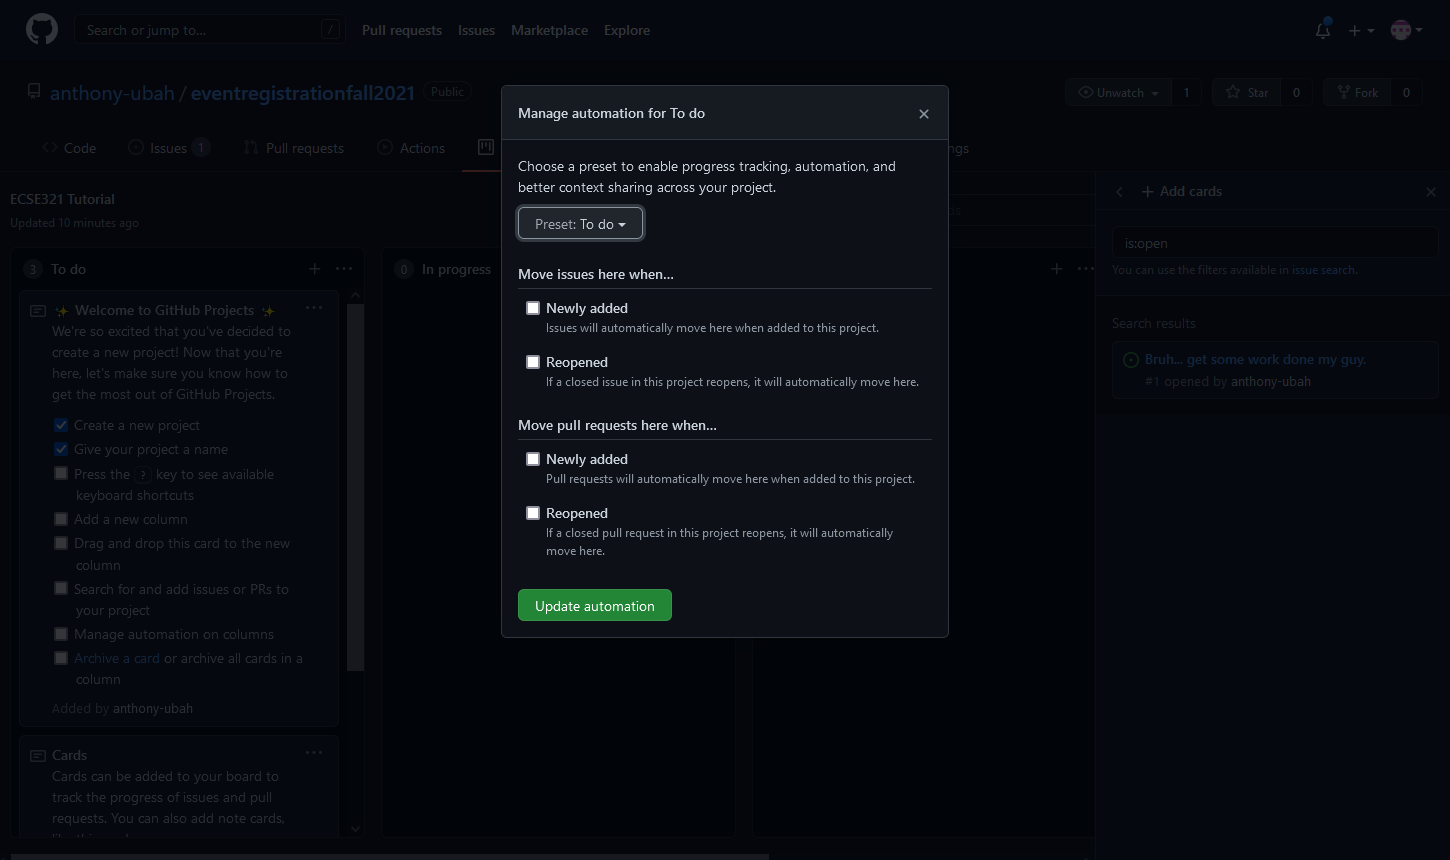 Search or jump to...
/
Pull requests
Issues
Marketplace
Explore
anthony-ubah / eventregistrationfall2021
Public
Unwatch
1
Star
0
Fork
0
Code
Issues 1
Pull requests
Actions
ngs
ECSE321 Tutorial
Updated 10 minutes ago
3 To do
✨ Welcome to GitHub Projects ✨
We're so excited that you've decided to
create a new project! Now that you're
here, let's make sure you know how to
get the most out of GitHub Projects.
Create a new project
Give your project a name
Press the ? key to see available
keyboard shortcuts
Add a new column
Drag and drop this card to the new
column
Search for and add issues or PRs to
your project
Manage automation on columns
Archive a card or archive all cards in a
column
Added by anthony-ubah
Cards
Cards can be added to your board to
track the progress of issues and pull
requests. You can also add note cards,
0 In progress
Manage automation for To do
Choose a preset to enable progress tracking, automation, and
better context sharing across your project.
Preset: To do
Move issues here when...
Newly added
Issues will automatically move here when added to this project.
Reopened
If a closed issue in this project reopens, it will automatically move here.
Move pull requests here when...
Newly added
Pull requests will automatically move here when added to this project.
Reopened
If a closed pull request in this project reopens, it will automatically
move here.
Update automation
ds
Add cards
is:open
You can use the filters available in issue search.
Search results
Bruh... get some work done my guy.
#1 opened by anthony-ubah